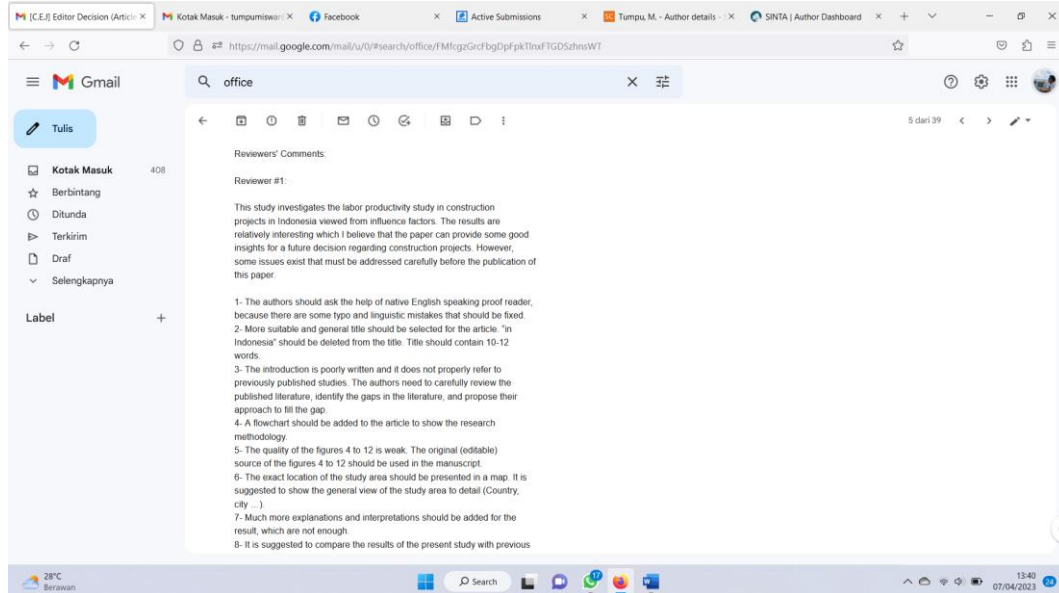 [C.E.J] Editor Decision (Article
Kotak Masuk - tumpumiswar
Facebook
Active Submissions
Tumpu, M. - Author details - S
SINTA | Author Dashboard
https://mail.google.com/mail/u/0/#search/office/FMfcgzGrcFbgDpFpkTlnxFTGDSzhnsWT
Gmail
office
Tulis
5 dari 39
Kotak Masuk 408
Berbintang
Ditunda
Terkirim
Draf
Selengkapnya
Label
Reviewers' Comments:
Reviewer #1:
This study investigates the labor productivity study in construction
projects in Indonesia viewed from influence factors. The results are
relatively interesting which I believe that the paper can provide some good
insights for a future decision regarding construction projects. However,
some issues exist that must be addressed carefully before the publication of
this paper.
1- The authors should ask the help of native English speaking proof reader,
because there are some typo and linguistic mistakes that should be fixed.
2- More suitable and general title should be selected for the article. "in
Indonesia" should be deleted from the title. Title should contain 10-12
words.
3- The introduction is poorly written and it does not properly refer to
previously published studies. The authors need to carefully review the
published literature, identify the gaps in the literature, and propose their
approach to fill the gap.
4- A flowchart should be added to the article to show the research
methodology.
5- The quality of the figures 4 to 12 is weak. The original (editable)
source of the figures 4 to 12 should be used in the manuscript.
6- The exact location of the study area should be presented in a map. It is
suggested to show the general view of the study area to detail (Country,
city ...).
7- Much more explanations and interpretations should be added for the
result, which are not enough.
8- It is suggested to compare the results of the present study with previous
28°C
Berawan
Search
17
13:40
07/04/2023
24